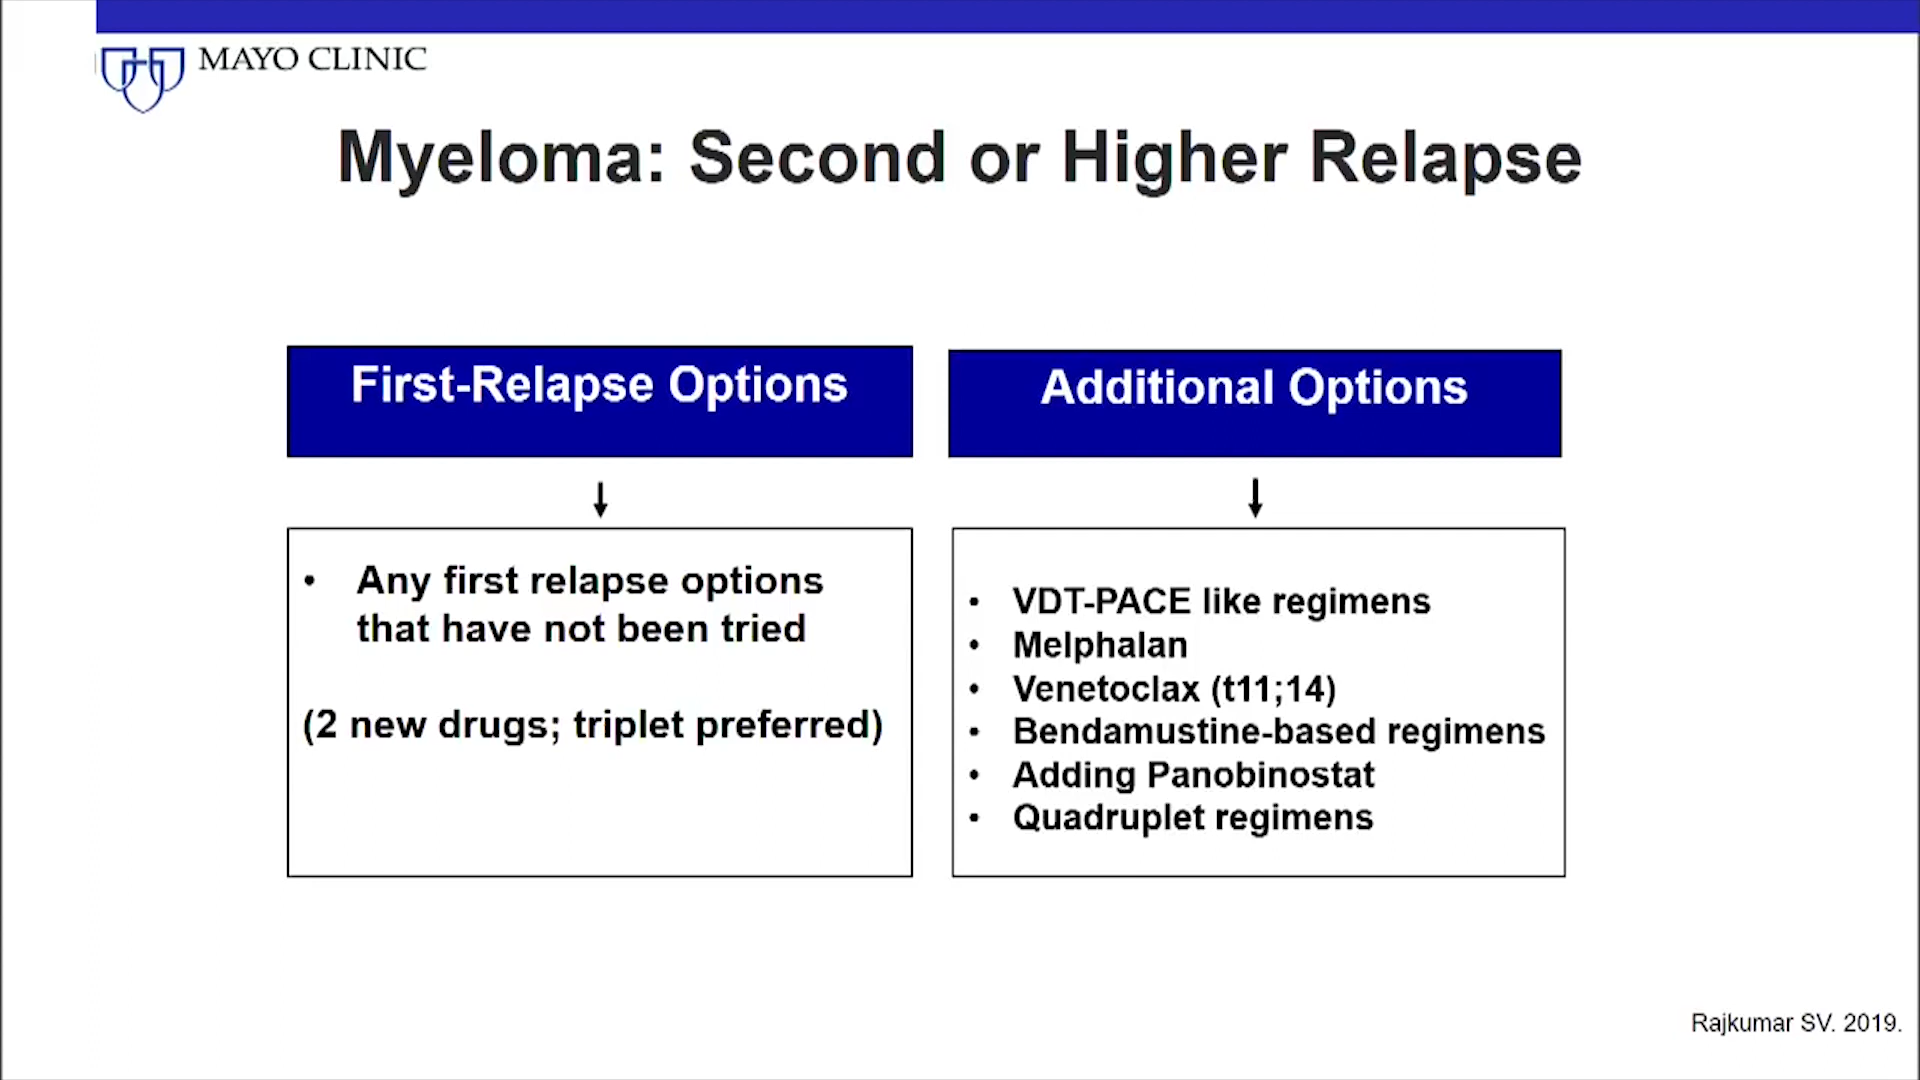 MAYO CLINIC
Myeloma: Second or Higher Relapse
First-Relapse Options
• Any first relapse options
that have not been tried
(2 new drugs; triplet preferred)
Additional Options
• VDT-PACE like regimens
• Melphalan
• Venetoclax (t11;14)
• Bendamustine-based regimens
• Adding Panobinostat
• Quadruplet regimens
Rajkumar SV. 2019.